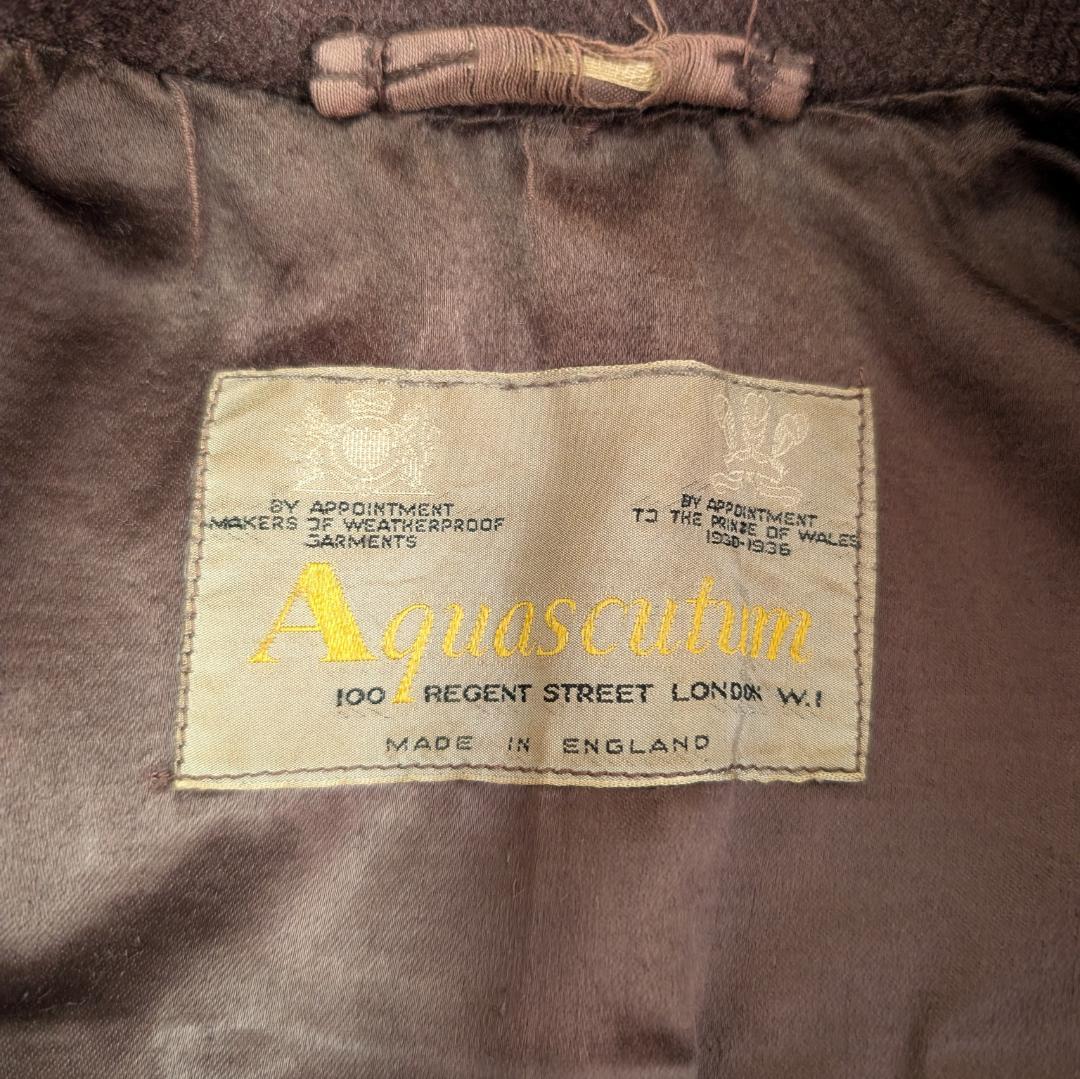 BY APPOINTMENT
MAKERS OF WEATHERPROOF
GARMENTS
BY APPOINTMENT
TO THE PRINCE OF WALES
1930-1936
Aquascutum
100 REGENT STREET LONDON W.1
MADE IN ENGLAND